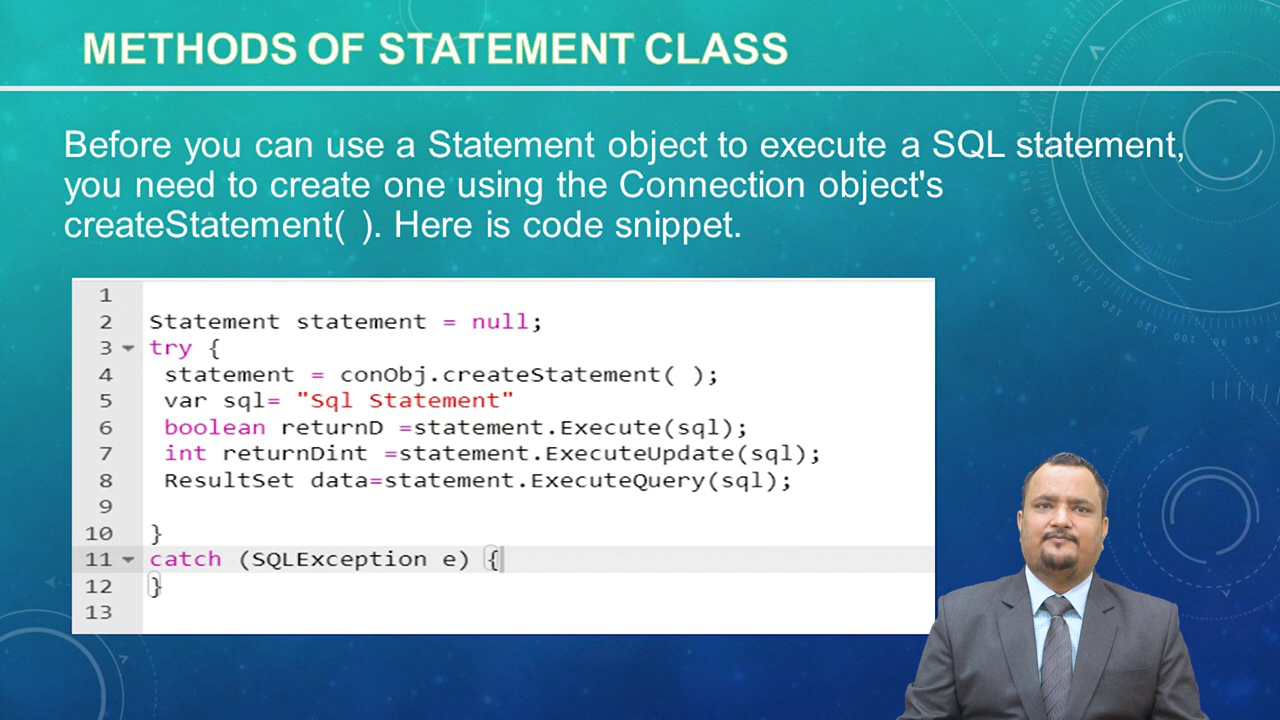 METHODS OF STATEMENT CLASS
Before you can use a Statement object to execute a SQL statement,
you need to create one using the Connection object's
createStatement( ). Here is code snippet.
1
2 Statement statement = null;
3 try {
4 statement = conObj.createStatement( );
5 var sql= "Sql Statement"
6 boolean returnD =statement.Execute(sql);
7 int returnDint =statement.ExecuteUpdate(sql);
8 ResultSet data=statement.ExecuteQuery(sql);
9
10 }
11 catch (SQLException e) {
12 }
13